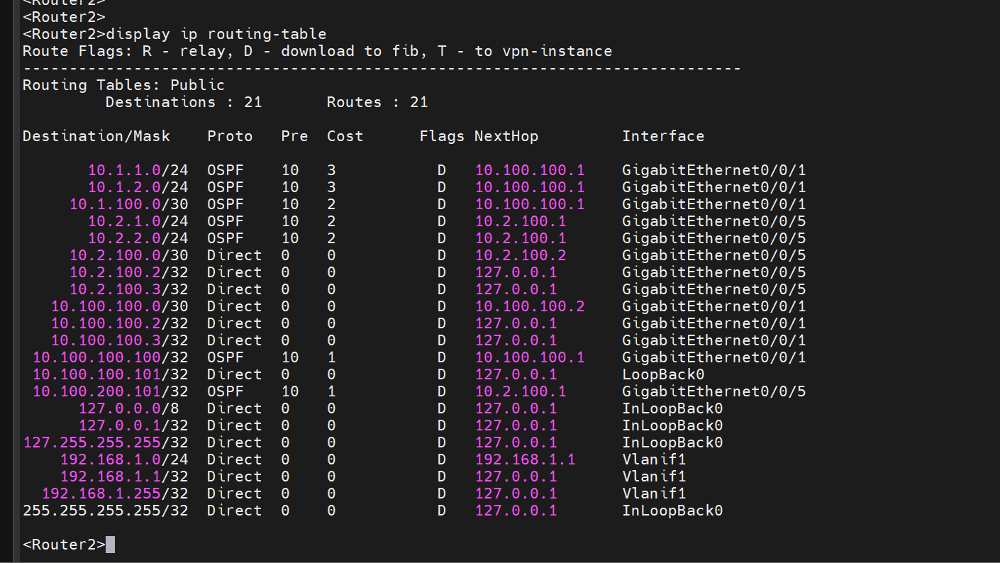 <Router2>
<Router2>
<Router2>display ip routing-table
Route Flags: R - relay, D - download to fib, T - to vpn-instance
------------------------------------------------------------------------------
Routing Tables: Public
         Destinations : 21       Routes : 21

Destination/Mask    Proto   Pre  Cost      Flags NextHop         Interface

       10.1.1.0/24  OSPF    10   3           D   10.100.100.1    GigabitEthernet0/0/1
       10.1.2.0/24  OSPF    10   3           D   10.100.100.1    GigabitEthernet0/0/1
     10.1.100.0/30  OSPF    10   2           D   10.100.100.1    GigabitEthernet0/0/1
       10.2.1.0/24  OSPF    10   2           D   10.2.100.1      GigabitEthernet0/0/5
       10.2.2.0/24  OSPF    10   2           D   10.2.100.1      GigabitEthernet0/0/5
     10.2.100.0/30  Direct  0    0           D   10.2.100.2      GigabitEthernet0/0/5
     10.2.100.2/32  Direct  0    0           D   127.0.0.1       GigabitEthernet0/0/5
     10.2.100.3/32  Direct  0    0           D   127.0.0.1       GigabitEthernet0/0/5
   10.100.100.0/30  Direct  0    0           D   10.100.100.2    GigabitEthernet0/0/1
   10.100.100.2/32  Direct  0    0           D   127.0.0.1       GigabitEthernet0/0/1
   10.100.100.3/32  Direct  0    0           D   127.0.0.1       GigabitEthernet0/0/1
 10.100.100.100/32  OSPF    10   1           D   10.100.100.1    GigabitEthernet0/0/1
 10.100.100.101/32  Direct  0    0           D   127.0.0.1       LoopBack0
 10.100.200.101/32  OSPF    10   1           D   10.2.100.1      GigabitEthernet0/0/5
      127.0.0.0/8   Direct  0    0           D   127.0.0.1       InLoopBack0
      127.0.0.1/32  Direct  0    0           D   127.0.0.1       InLoopBack0
127.255.255.255/32  Direct  0    0           D   127.0.0.1       InLoopBack0
    192.168.1.0/24  Direct  0    0           D   192.168.1.1     Vlanif1
    192.168.1.1/32  Direct  0    0           D   127.0.0.1       Vlanif1
  192.168.1.255/32  Direct  0    0           D   127.0.0.1       Vlanif1
255.255.255.255/32  Direct  0    0           D   127.0.0.1       InLoopBack0

<Router2>